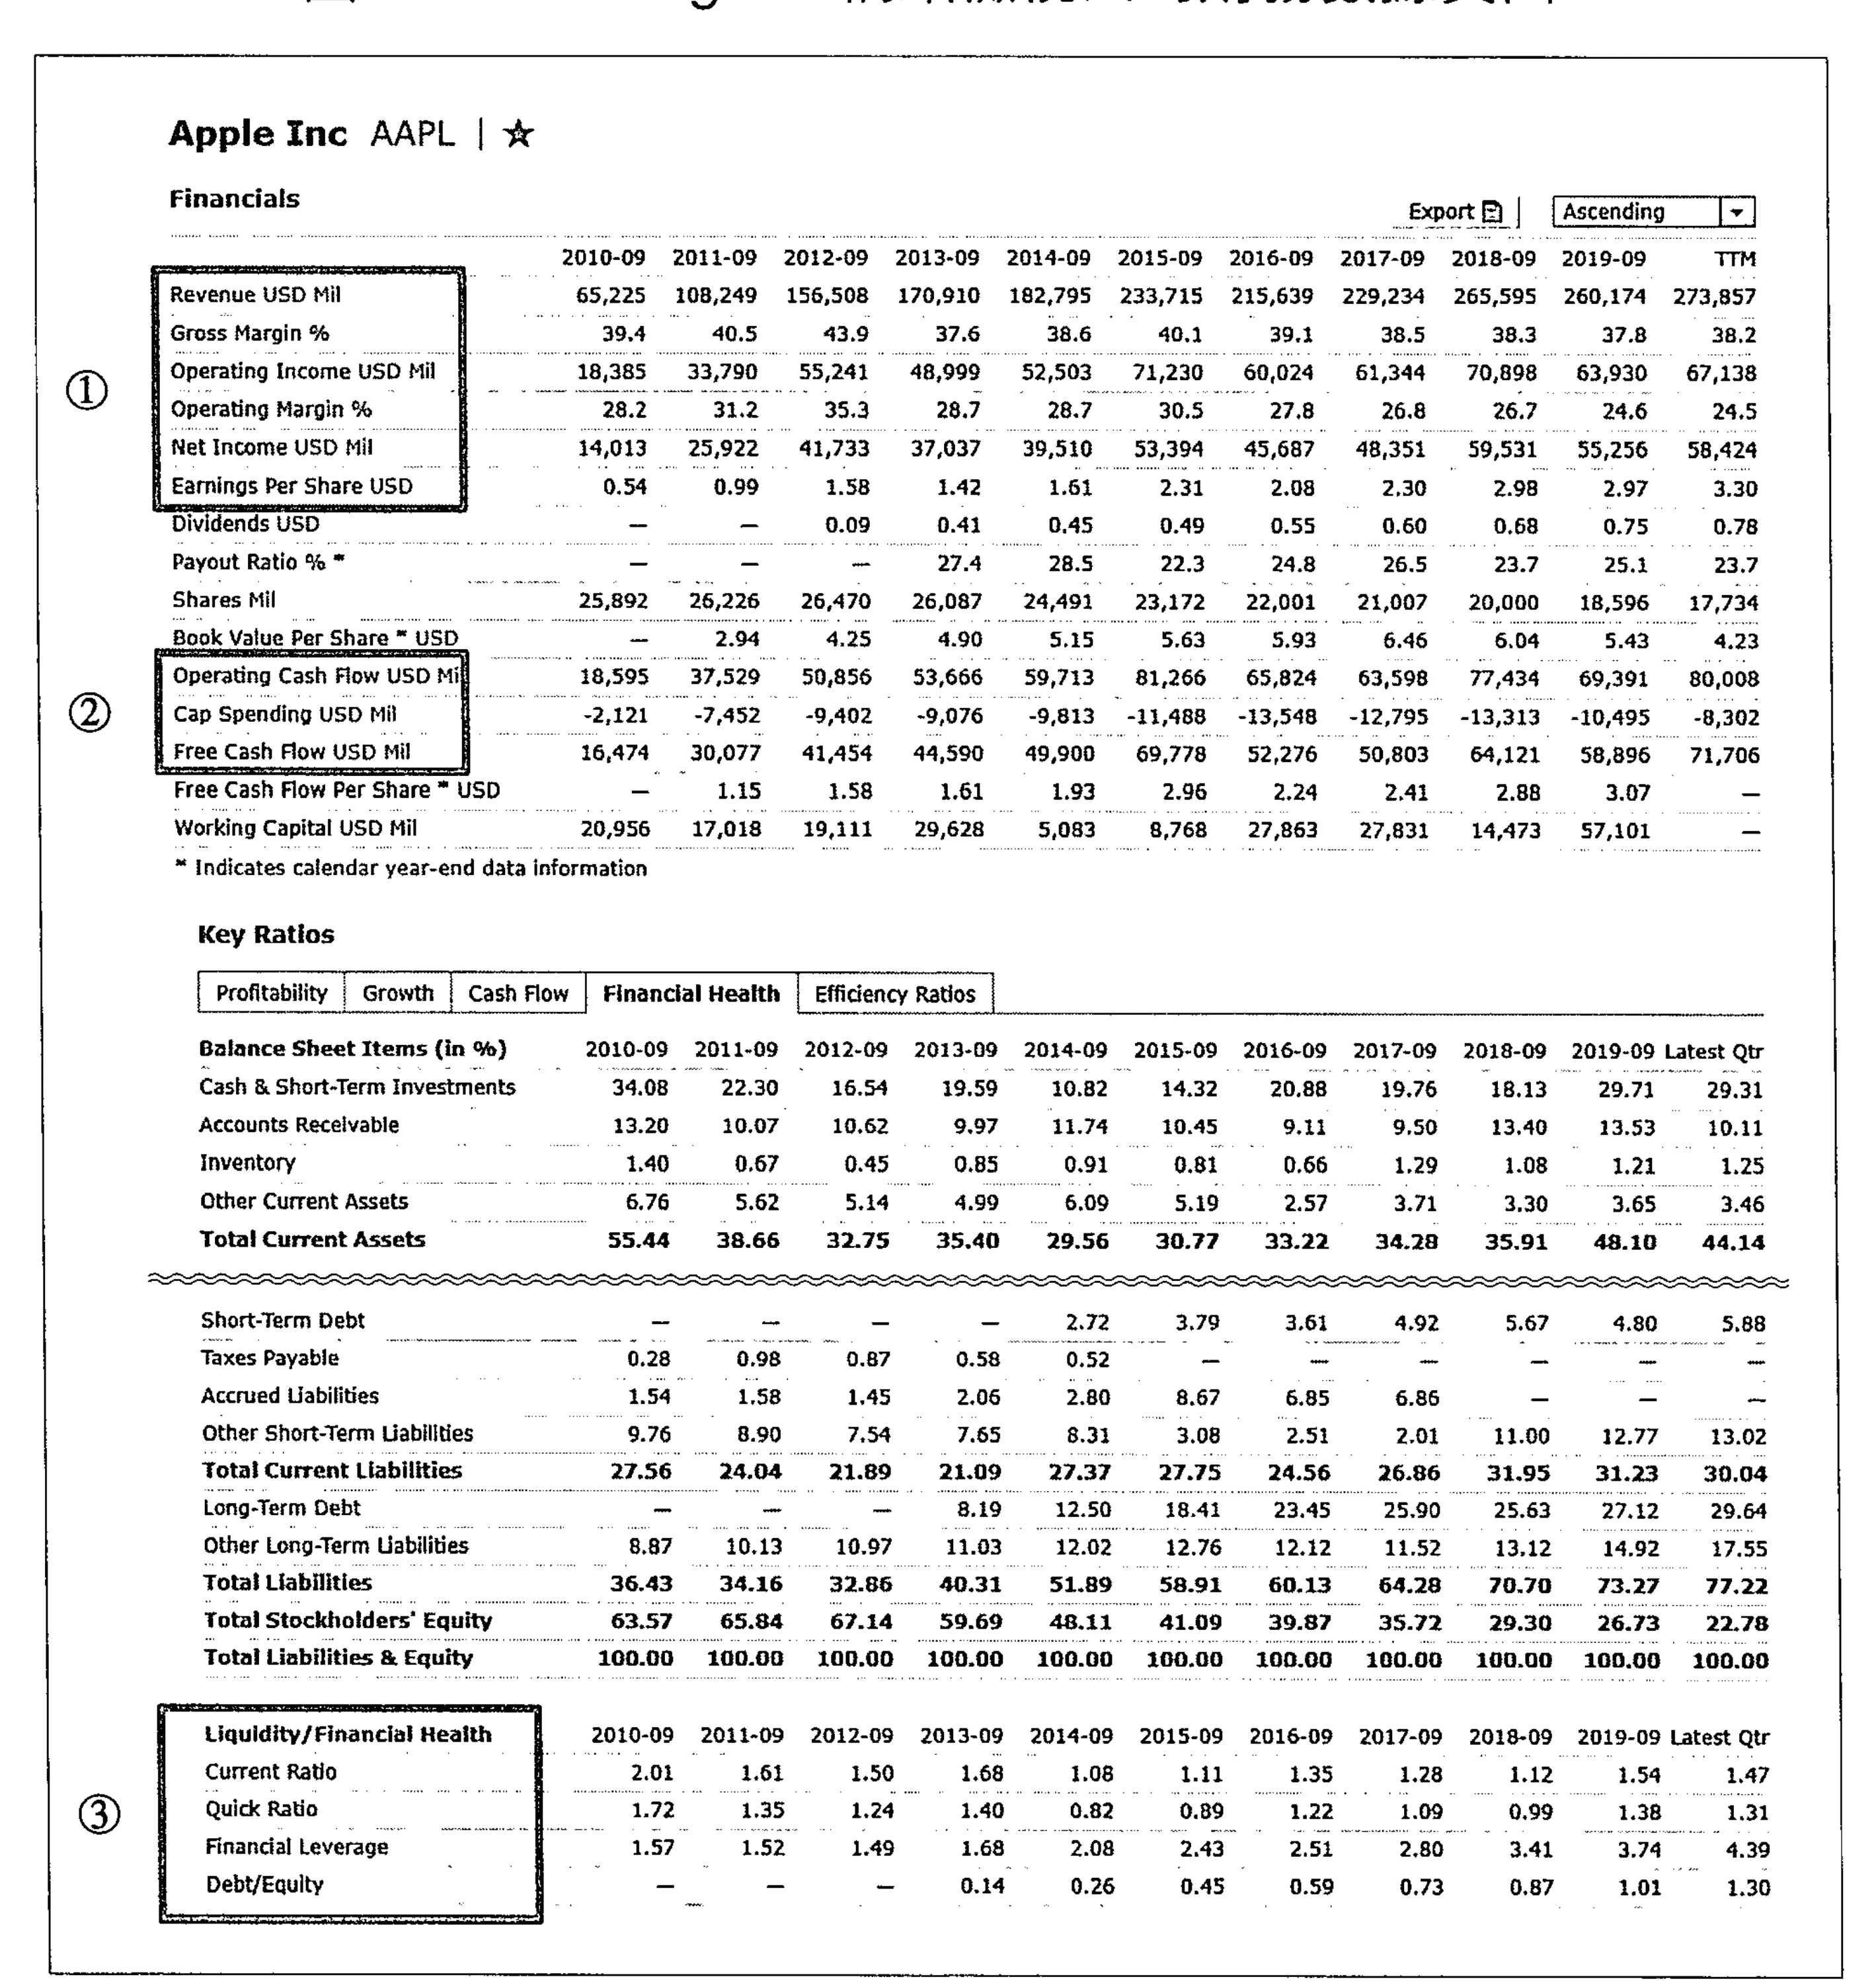 Apple Inc AAPL | ☆
Financials
Export Ascending
2010-09 2011-09 2012-09 2013-09 2014-09 2015-09 2016-09 2017-09 2018-09 2019-09 TTM
Revenue USD Mil 65,225 108,249 156,508 170,910 182,795 233,715 215,639 229,234 265,595 260,174 273,857
Gross Margin % 39.4 40.5 43.9 37.6 38.6 40.1 39.1 38.5 38.3 37.8 38.2
① Operating Income USD Mil 18,385 33,790 55,241 48,999 52,503 71,230 60,024 61,344 70,898 63,930 67,138
Operating Margin % 28.2 31.2 35.3 28.7 28.7 30.5 27.8 26.8 26.7 24.6 24.5
Net Income USD Mil 14,013 25,922 41,733 37,037 39,510 53,394 45,687 48,351 59,531 55,256 58,424
Earnings Per Share USD 0.54 0.99 1.58 1.42 1.61 2.31 2.08 2.30 2.98 2.97 3.30
Dividends USD — — 0.09 0.41 0.45 0.49 0.55 0.60 0.68 0.75 0.78
Payout Ratio % * — — — 27.4 28.5 22.3 24.8 26.5 23.7 25.1 23.7
Shares Mil 25,892 26,226 26,470 26,087 24,491 23,172 22,001 21,007 20,000 18,596 17,734
Book Value Per Share * USD — 2.94 4.25 4.90 5.15 5.63 5.93 6.46 6.04 5.43 4.23
Operating Cash Flow USD Mil 18,595 37,529 50,856 53,666 59,713 81,266 65,824 63,598 77,434 69,391 80,008
② Cap Spending USD Mil -2,121 -7,452 -9,402 -9,076 -9,813 -11,488 -13,548 -12,795 -13,313 -10,495 -8,302
Free Cash Flow USD Mil 16,474 30,077 41,454 44,590 49,900 69,778 52,276 50,803 64,121 58,896 71,706
Free Cash Flow Per Share * USD — 1.15 1.58 1.61 1.93 2.96 2.24 2.41 2.88 3.07 —
Working Capital USD Mil 20,956 17,018 19,111 29,628 5,083 8,768 27,863 27,831 14,473 57,101 —
* Indicates calendar year-end data information
Key Ratios
Profitability Growth Cash Flow Financial Health Efficiency Ratios
Balance Sheet Items (in %) 2010-09 2011-09 2012-09 2013-09 2014-09 2015-09 2016-09 2017-09 2018-09 2019-09 Latest Qtr
Cash & Short-Term Investments 34.08 22.30 16.54 19.59 10.82 14.32 20.88 19.76 18.13 29.71 29.31
Accounts Receivable 13.20 10.07 10.62 9.97 11.74 10.45 9.11 9.50 13.40 13.53 10.11
Inventory 1.40 0.67 0.45 0.85 0.91 0.81 0.66 1.29 1.08 1.21 1.25
Other Current Assets 6.76 5.62 5.14 4.99 6.09 5.19 2.57 3.71 3.30 3.65 3.46
Total Current Assets 55.44 38.66 32.75 35.40 29.56 30.77 33.22 34.28 35.91 48.10 44.14
Short-Term Debt — — — — 2.72 3.79 3.61 4.92 5.67 4.80 5.88
Taxes Payable 0.28 0.98 0.87 0.58 0.52 — — — — — —
Accrued Liabilities 1.54 1.58 1.45 2.06 2.80 8.67 6.85 6.86 — — —
Other Short-Term Liabilities 9.76 8.90 7.54 7.65 8.31 3.08 2.51 2.01 11.00 12.77 13.02
Total Current Liabilities 27.56 24.04 21.89 21.09 27.37 27.75 24.56 26.86 31.95 31.23 30.04
Long-Term Debt — — — 8.19 12.50 18.41 23.45 25.90 25.63 27.12 29.64
Other Long-Term Liabilities 8.87 10.13 10.97 11.03 12.02 12.76 12.12 11.52 13.12 14.92 17.55
Total Liabilities 36.43 34.16 32.86 40.31 51.89 58.91 60.13 64.28 70.70 73.27 77.22
Total Stockholders' Equity 63.57 65.84 67.14 59.69 48.11 41.09 39.87 35.72 29.30 26.73 22.78
Total Liabilities & Equity 100.00 100.00 100.00 100.00 100.00 100.00 100.00 100.00 100.00 100.00 100.00
Liquidity/Financial Health 2010-09 2011-09 2012-09 2013-09 2014-09 2015-09 2016-09 2017-09 2018-09 2019-09 Latest Qtr
Current Ratio 2.01 1.61 1.50 1.68 1.08 1.11 1.35 1.28 1.12 1.54 1.47
③ Quick Ratio 1.72 1.35 1.24 1.40 0.82 0.89 1.22 1.09 0.99 1.38 1.31
Financial Leverage 1.57 1.52 1.49 1.68 2.08 2.43 2.51 2.80 3.41 3.74 4.39
Debt/Equity — — — 0.14 0.26 0.45 0.59 0.73 0.87 1.01 1.30